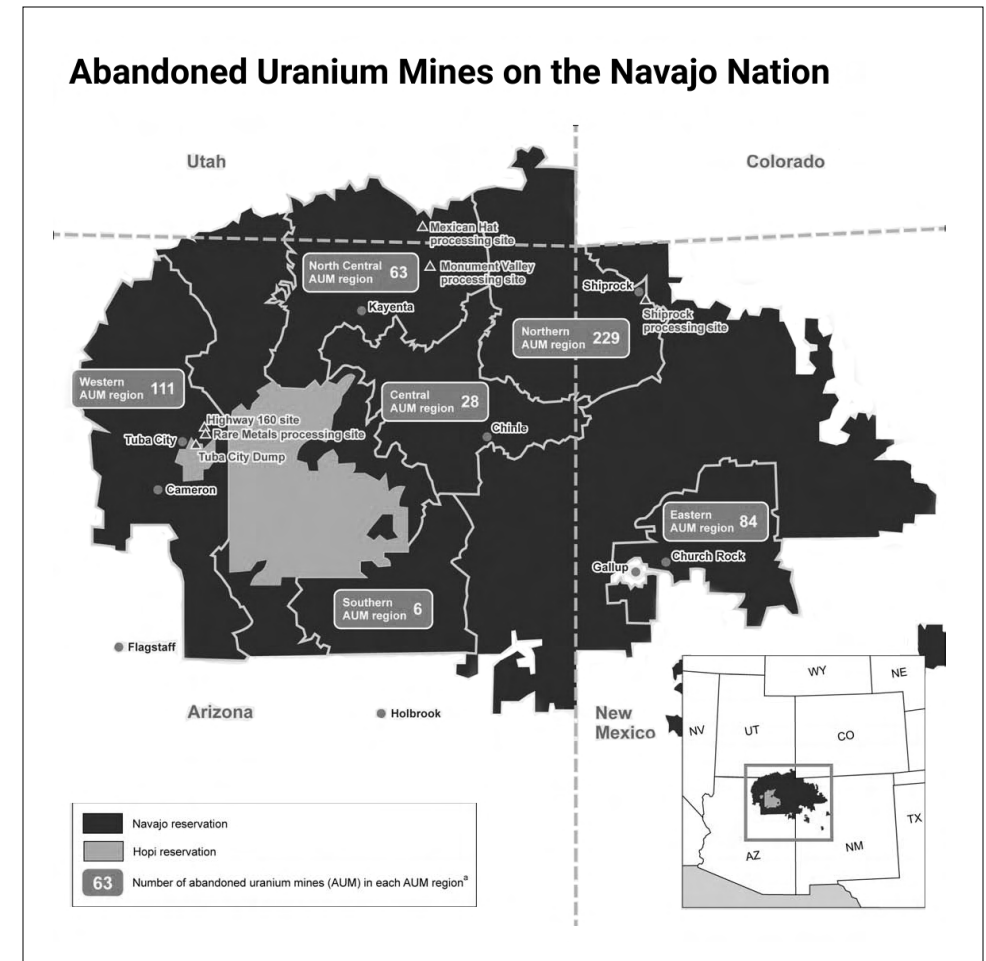 Abandoned Uranium Mines on the Navajo Nation
Utah
Colorado
Mexican Hat
processing site
North Central
AUM region 63
Monument Valley
processing site
Kayenta
Shiprock
Shiprock
processing site
Northern
AUM region 229
Western
AUM region 111
Central
AUM region 28
Highway 160 site
Tuba City
Rare Metals processing site
Tuba City Dump
Chinle
Cameron
Eastern
AUM region 84
Church Rock
Gallup
Southern
AUM region 6
Flagstaff
Arizona
Holbrook
New
Mexico
WY
NE
NV
UT
CO
TX
AZ
NM
Navajo reservation
Hopi reservation
63 Number of abandoned uranium mines (AUM) in each AUM regionª